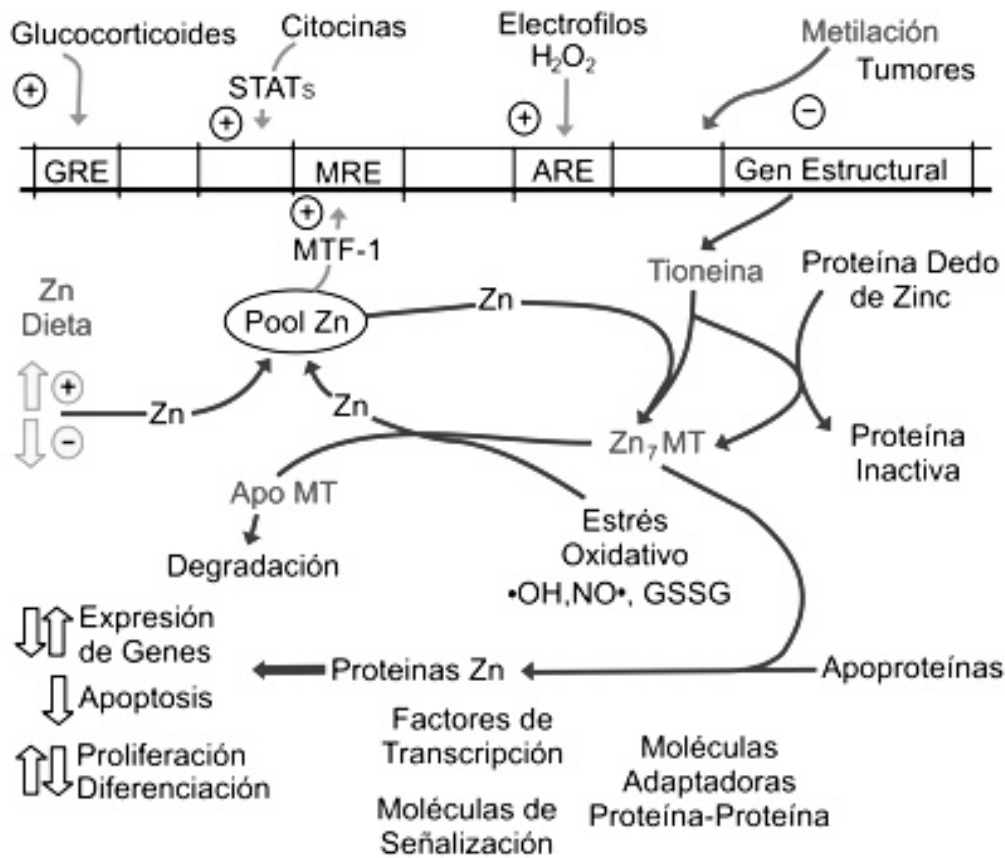 Glucocorticoides
Citocinas
STATs
Electrofilos
H₂O₂
Metilación
Tumores
+
+
+
−
GRE
MRE
ARE
Gen Estructural
+
MTF-1
Zn
Dieta
Pool Zn
Zn
Tioneina
Proteína Dedo
de Zinc
+
−
Zn
Zn
Zn₇ MT
Proteína
Inactiva
Apo MT
Degradación
Estrés
Oxidativo
•OH,NO•, GSSG
Expresión
de Genes
Apoptosis
Proliferación
Diferenciación
Proteinas Zn
Apoproteínas
Factores de
Transcripción
Moléculas de
Señalización
Moléculas
Adaptadoras
Proteína-Proteína